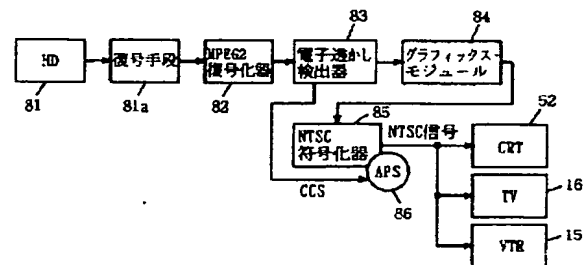 HD
81
復号手段
81a
MPEG2
復号化器
82
電子透かし
検出器
83
グラフィックス
モジュール
84
NTSC
符号化器
85
APS
86
CCS
NTSC信号
CRT
52
TV
16
VTR
15